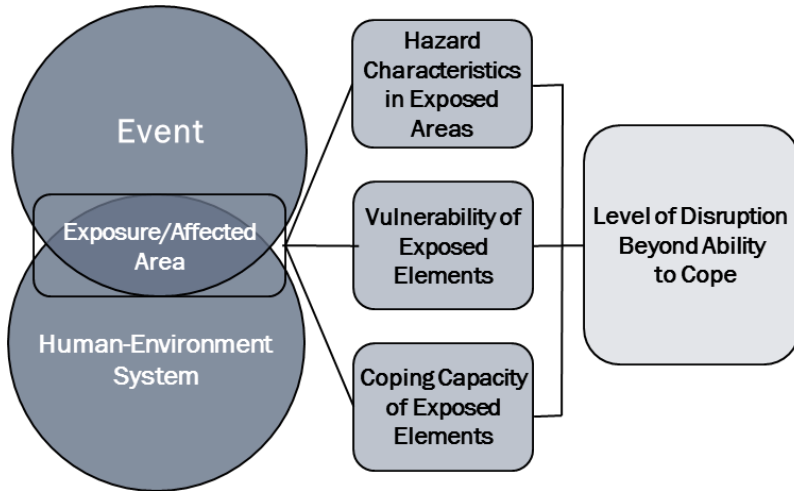 Event
Exposure/Affected
Area
Human-Environment
System
Hazard
Characteristics
in Exposed
Areas
Vulnerability of
Exposed
Elements
Coping Capacity
of Exposed
Elements
Level of Disruption
Beyond Ability
to Cope